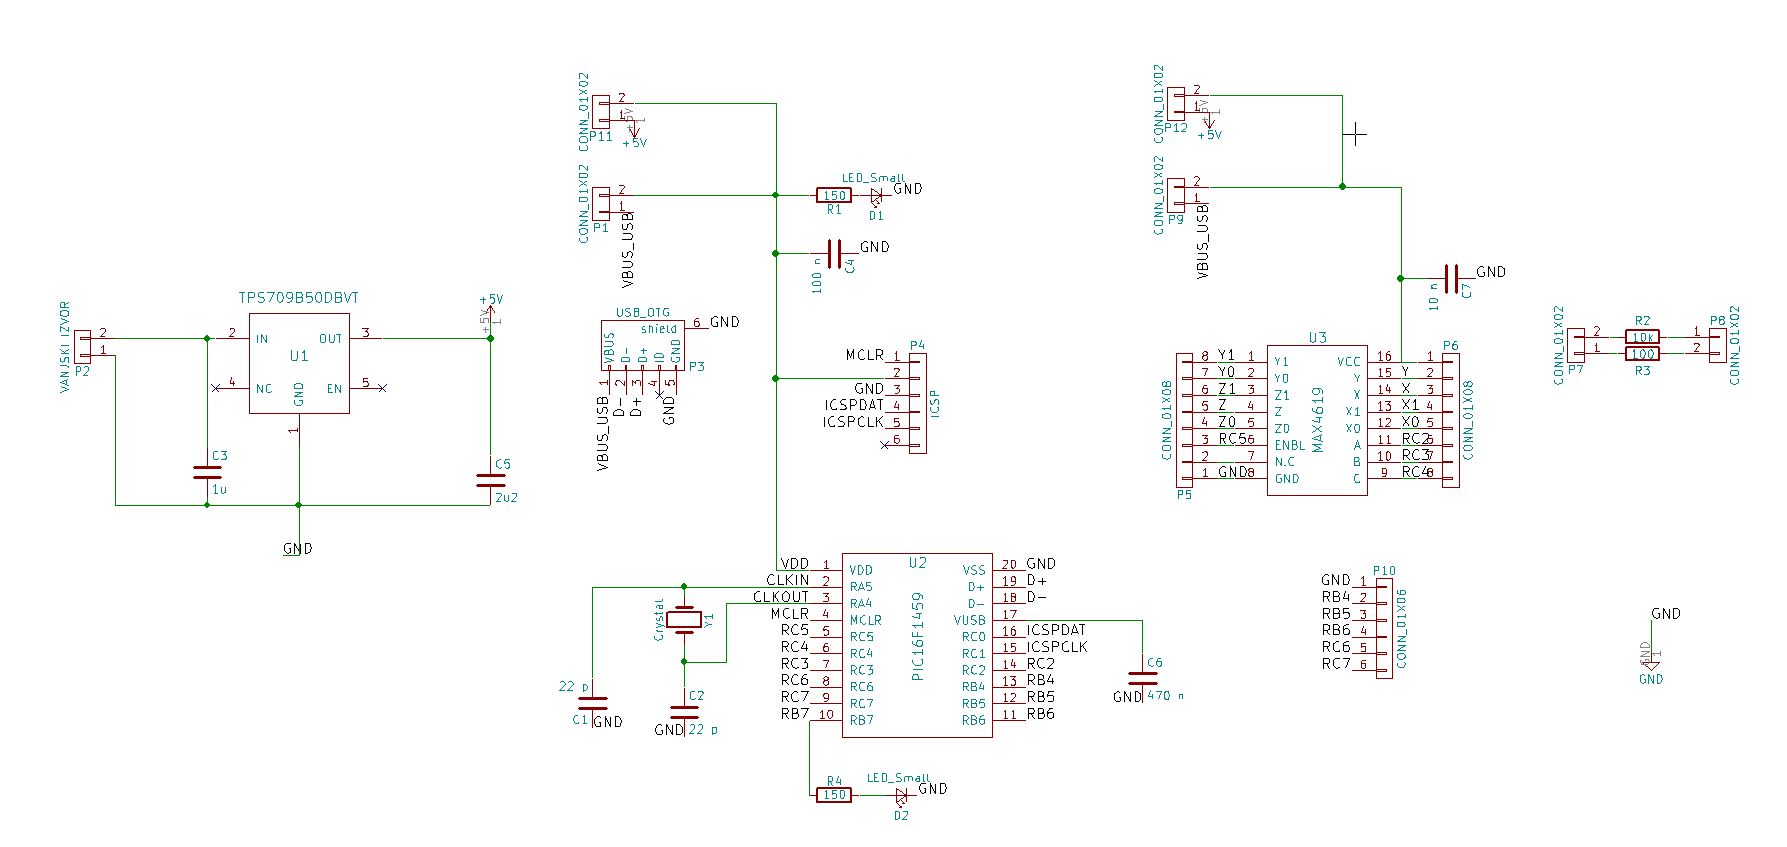 VANJSKI IZVOR
2
1
P2
TPS709B50DBVT
2 IN OUT 3
U1
4 NC EN 5
GND
1
C3
1u
+5V
+5V
1
C5
2u2
GND
CONN_01X02
2
1
P11
+5V
1
+5V
CONN_01X02
2
1
P1
VBUS_USB
LED_Small
150
R1
D1
GND
100 n
C4
GND
USB_OTG
shield 6 GND
VBUS D- D+ ID GND
P3
1 2 3 4 5
VBUS_USB D- D+ GND
P4
MCLR 1
2
GND 3
ICSPDAT 4
ICSPCLK 5
6
ICSP
U2
PIC16F1459
VDD 1 VDD VSS 20 GND
CLKIN 2 RA5 D+ 19 D+
CLKOUT 3 RA4 D- 18 D-
MCLR 4 MCLR VUSB 17
RC5 5 RC5 RC0 16 ICSPDAT
RC4 6 RC4 RC1 15 ICSPCLK
RC3 7 RC3 RC2 14 RC2
RC6 8 RC6 RB4 13 RB4
RC7 9 RC7 RB5 12 RB5
RB7 10 RB7 RB6 11 RB6
Crystal
Y1
22 p
C1 GND
C2
GND 22 p
C6
GND 470 n
R4
150
LED_Small
GND
D2
CONN_01X02
2
1
P12
+5V
1
+5V
CONN_01X02
2
1
P9
VBUS_USB
10 n
C7
GND
U3
MAX4619
P6
CONN_01X08
8 Y1 1 Y1 VCC 16 1
7 Y0 2 Y0 Y 15 Y 2
6 Z1 3 Z1 X 14 X 3
5 Z 4 Z X1 13 X1 4
4 Z0 5 Z0 X0 12 X0 5
3 RC5 6 ENBL A 11 RC2 6
2 7 N.C B 10 RC3 7
1 GND 8 GND C 9 RC4 8
P5
CONN_01X08
CONN_01X02
2
1
P7
R2
10k
100
R3
P8
1
2
CONN_01X02
P10
GND 1
RB4 2
RB5 3
RB6 4
RC6 5
RC7 6
CONN_01X06
GND
GND
1
GND